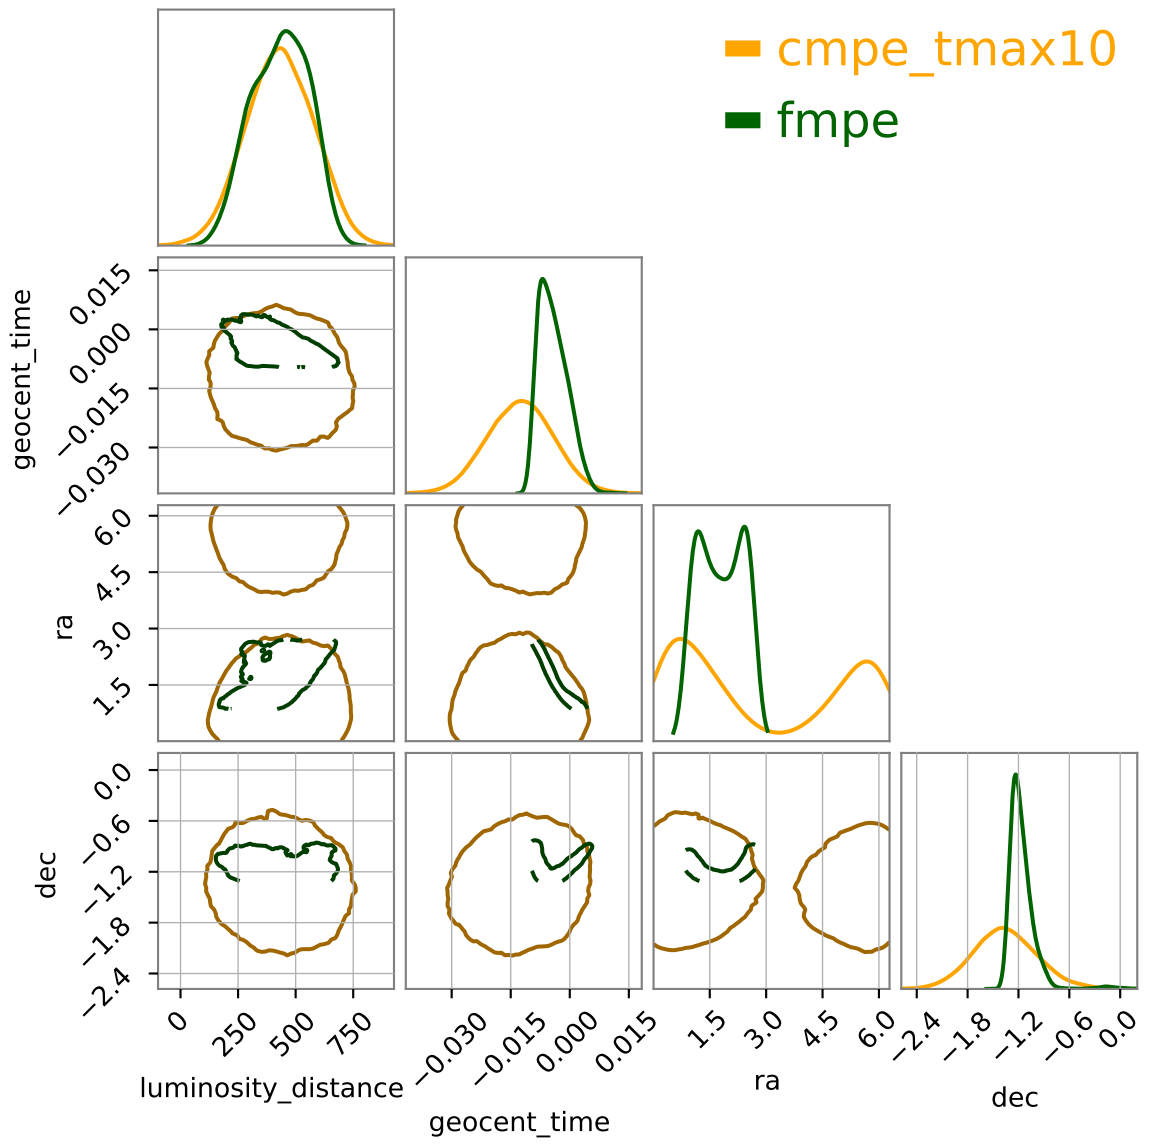 cmpe_tmax10
fmpe
geocent_time
0.015
0.000
−0.015
−0.030
ra
6.0
4.5
3.0
1.5
dec
0.0
−0.6
−1.2
−1.8
−2.4
0 250 500 750
luminosity_distance
−0.030 −0.015 0.000 0.015
geocent_time
1.5 3.0 4.5 6.0
ra
−2.4 −1.8 −1.2 −0.6 0.0
dec